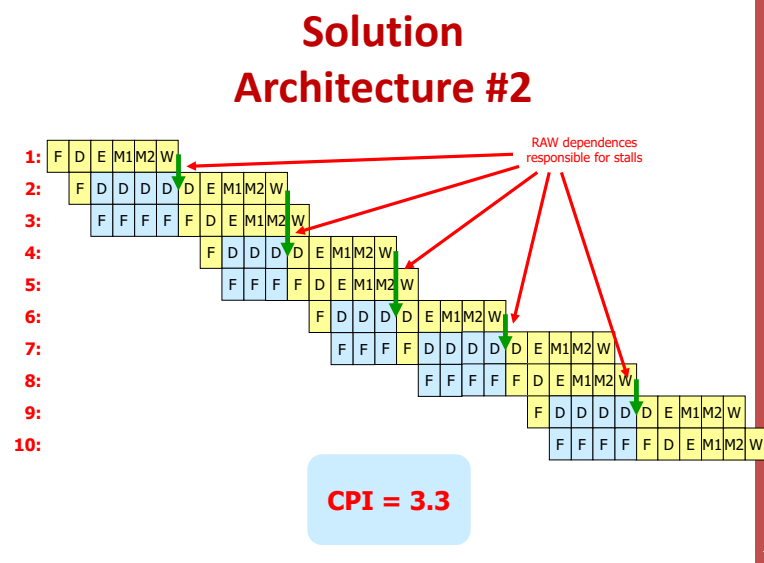 Solution
Architecture #2
RAW dependences
responsible for stalls
1: F D E M1 M2 W
2: F D D D D D E M1 M2 W
3: F F F F F D E M1 M2 W
4: F D D D D E M1 M2 W
5: F F F F D E M1 M2 W
6: F D D D D E M1 M2 W
7: F F F F D D D D D E M1 M2 W
8: F F F F F D E M1 M2 W
9: F D D D D D E M1 M2 W
10: F F F F F D E M1 M2 W
CPI = 3.3